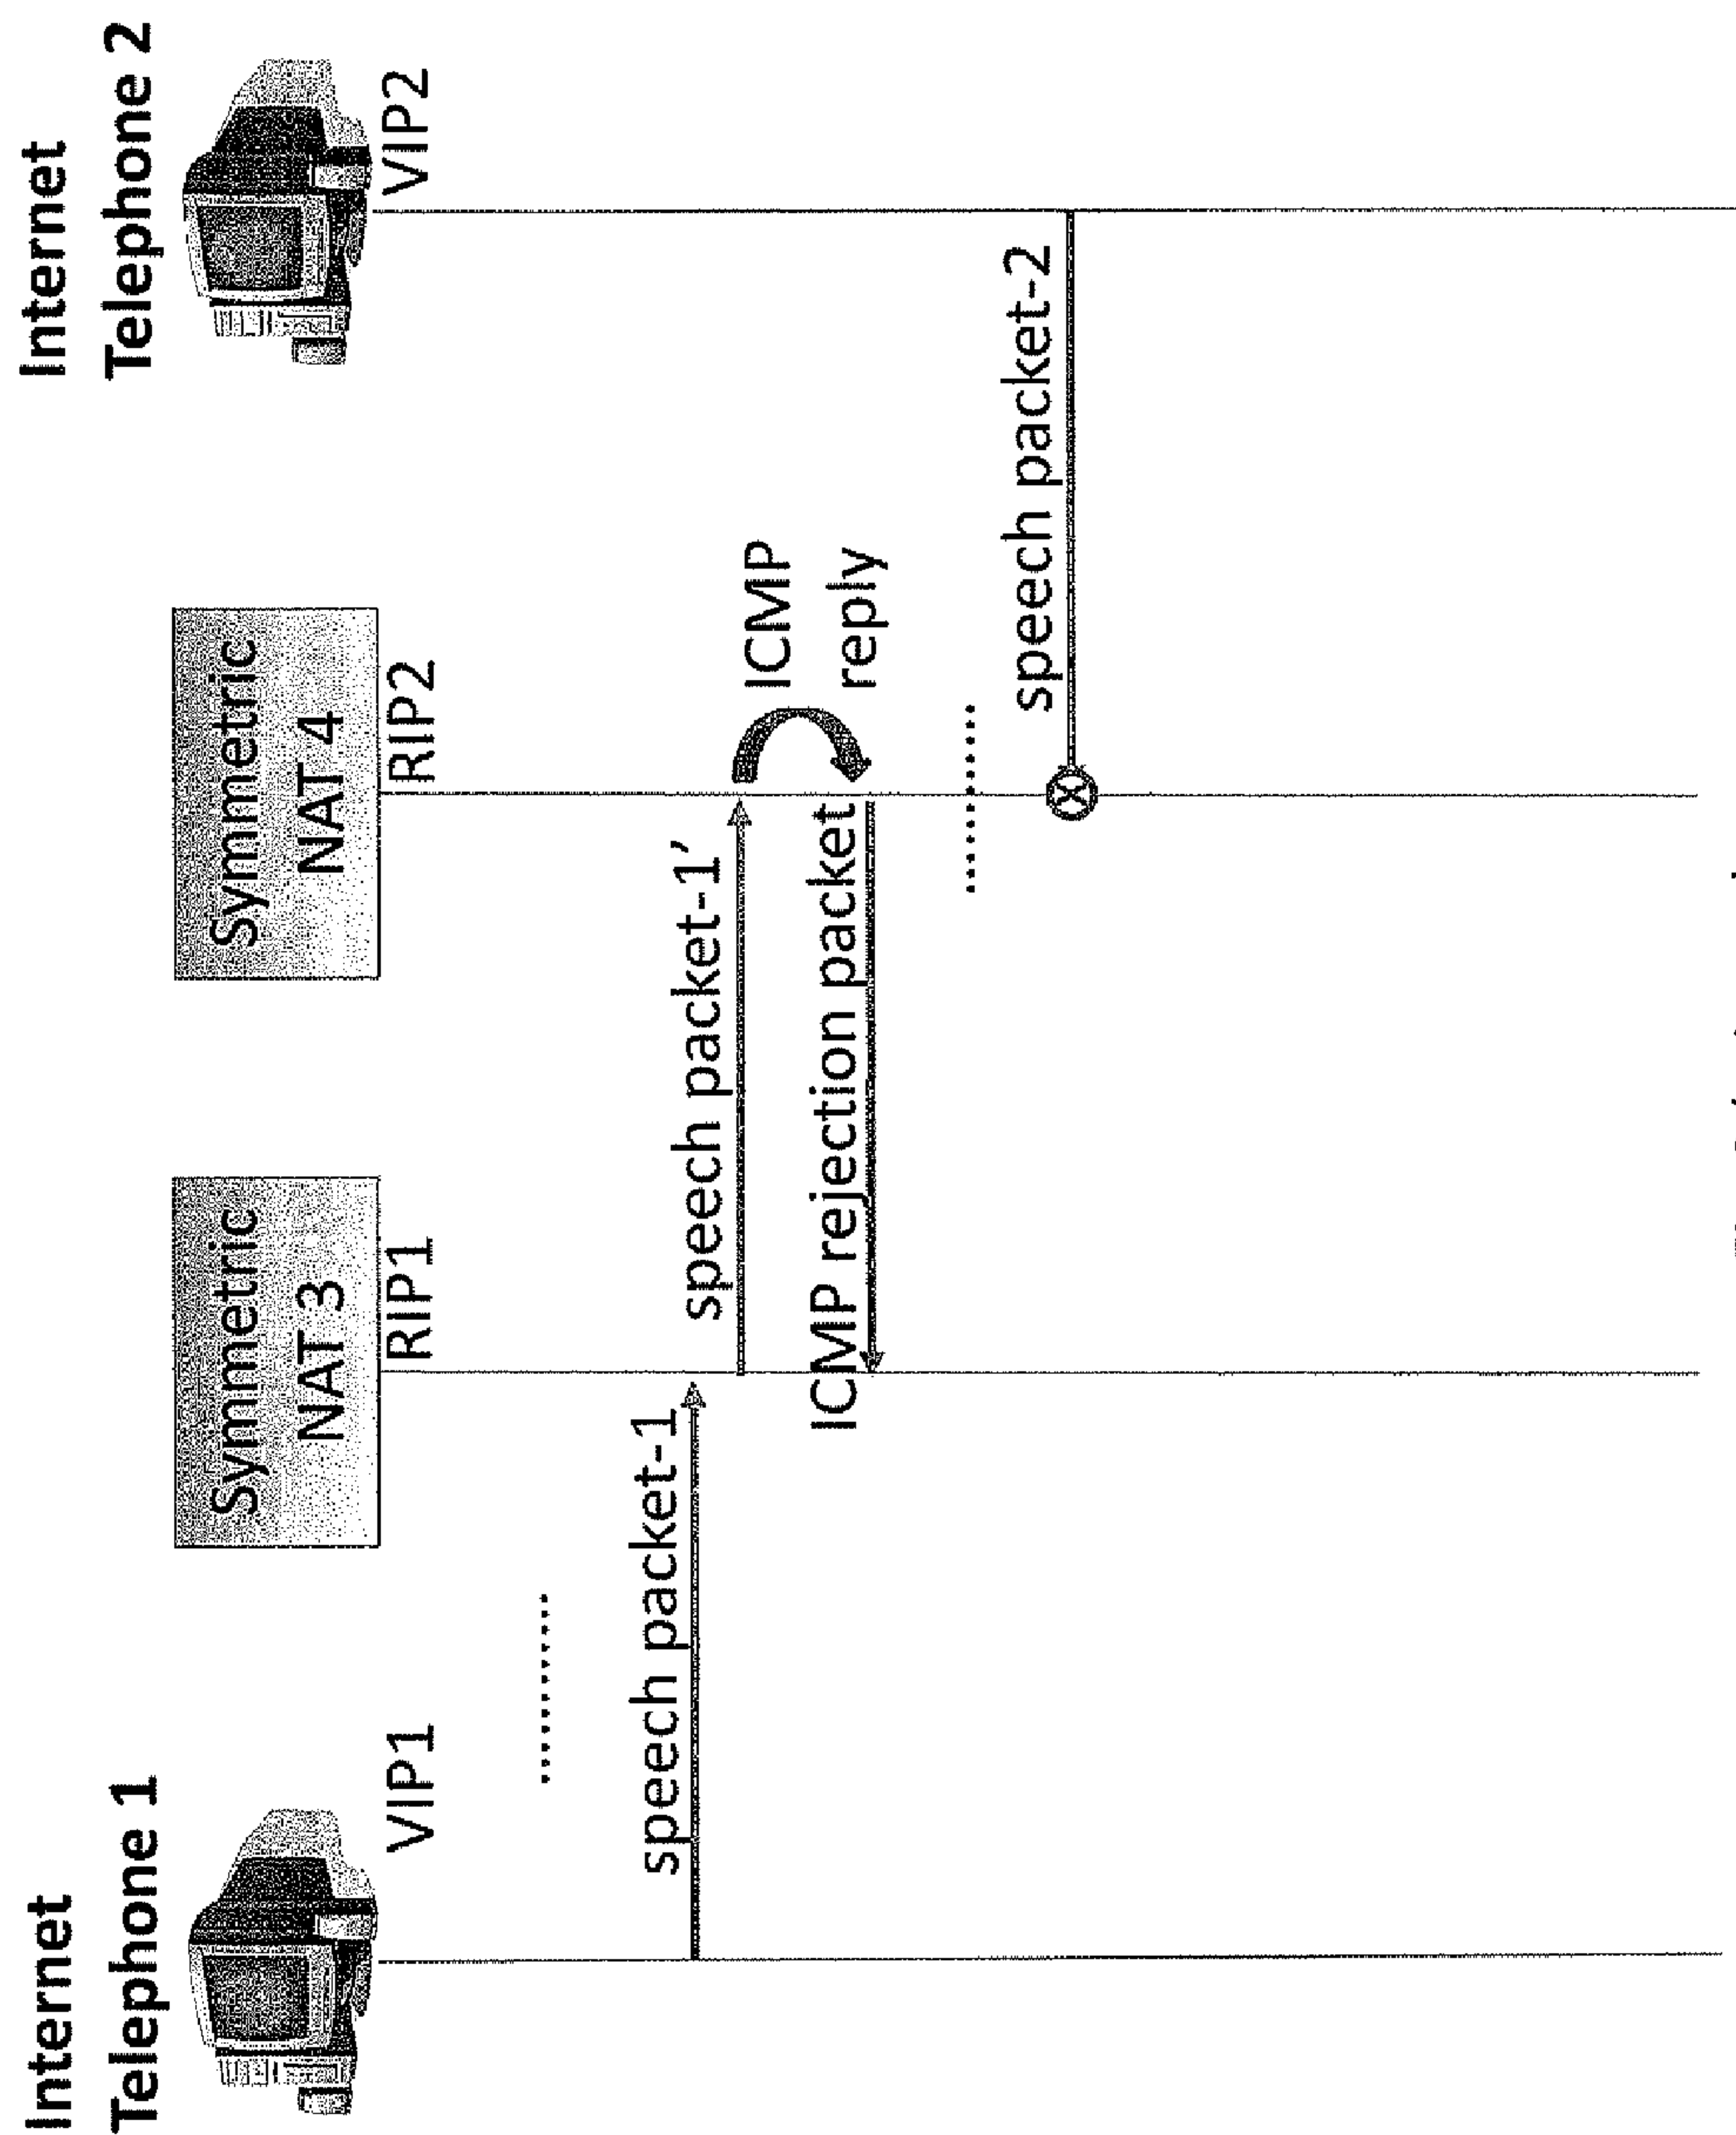 Internet
Telephone 1
VIP1
Symmetric
NAT 3
RIP1
Symmetric
NAT 4
RIP2
Internet
Telephone 2
VIP2
..........
speech packet-1
speech packet-1’
ICMP
reply
ICMP rejection packet
..........
speech packet-2